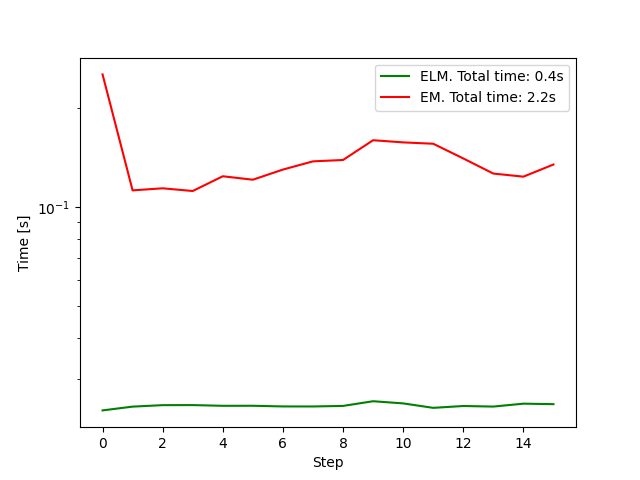 ELM. Total time: 0.4s
EM. Total time: 2.2s
10⁻¹
Time [s]
0 2 4 6 8 10 12 14
Step